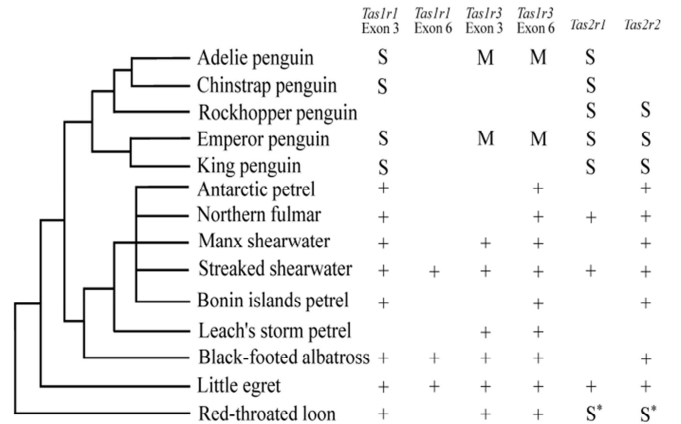 Tas1r1 Tas1r1 Tas1r3 Tas1r3 Tas2r1 Tas2r2
Exon 3 Exon 6 Exon 3 Exon 6
Adelie penguin S M M S
Chinstrap penguin S S
Rockhopper penguin S S
Emperor penguin S M M S S
King penguin S S S
Antarctic petrel + + +
Northern fulmar + + + +
Manx shearwater + + + +
Streaked shearwater + + + + + +
Bonin islands petrel + + +
Leach's storm petrel + +
Black-footed albatross + + + + +
Little egret + + + + + +
Red-throated loon + + + S* S*